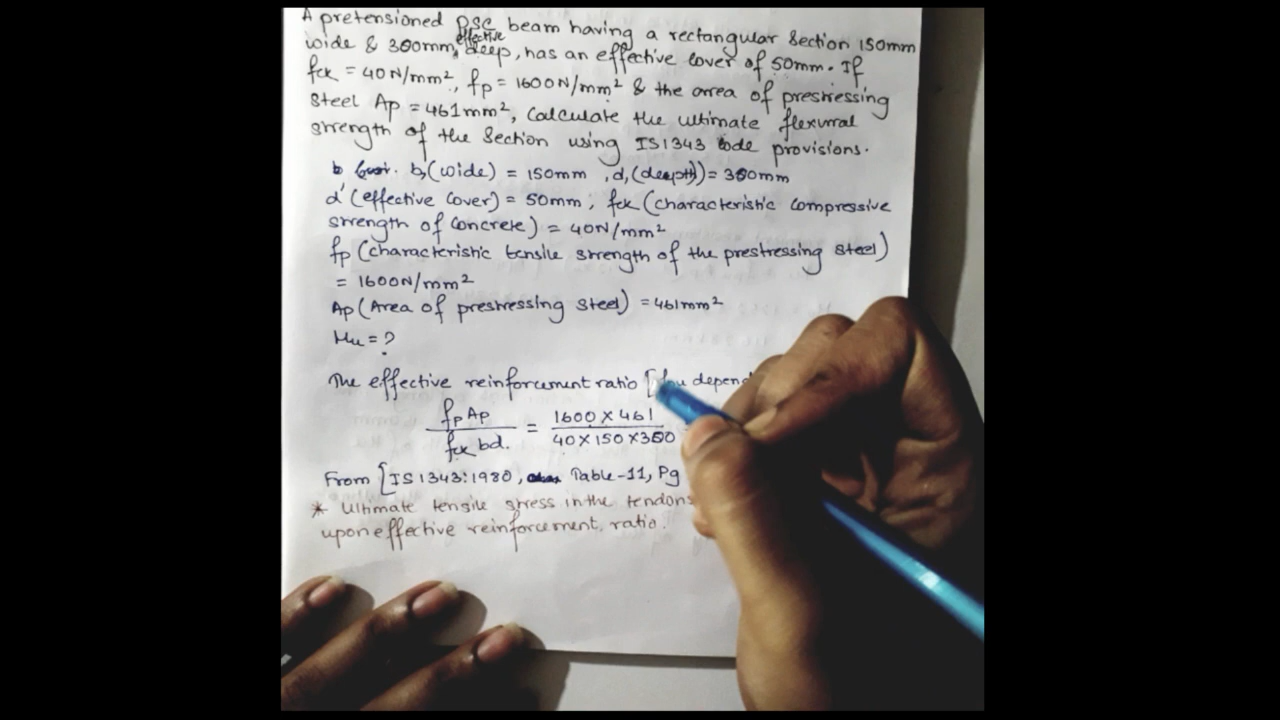 A pretensioned PSC beam having a rectangular section 150mm
wide & 300mm effective deep, has an effective cover of 50mm. If
fck = 40N/mm², fp = 1600N/mm² & the area of prestressing
steel Ap = 461mm², Calculate the ultimate flexural
strength of the section using IS1343 code provisions.
b, (wide) = 150mm, d, (deepth) = 300mm
d' (effective Cover) = 50mm; fck (characteristic compressive
strength of concrete) = 40N/mm²
fp (characteristic tensile strength of the prestressing steel)
= 1600N/mm²
Ap (Area of prestressing steel) = 461mm²
Mu = ?
The effective reinforcement ratio [fpu depend
fpAp / fck bd. = 1600 X 461 / 40 X 150 X 300
From [IS1343:1980, Table-11, Pg
* Ultimate tensile stress in the tendons
upon effective reinforcement ratio.